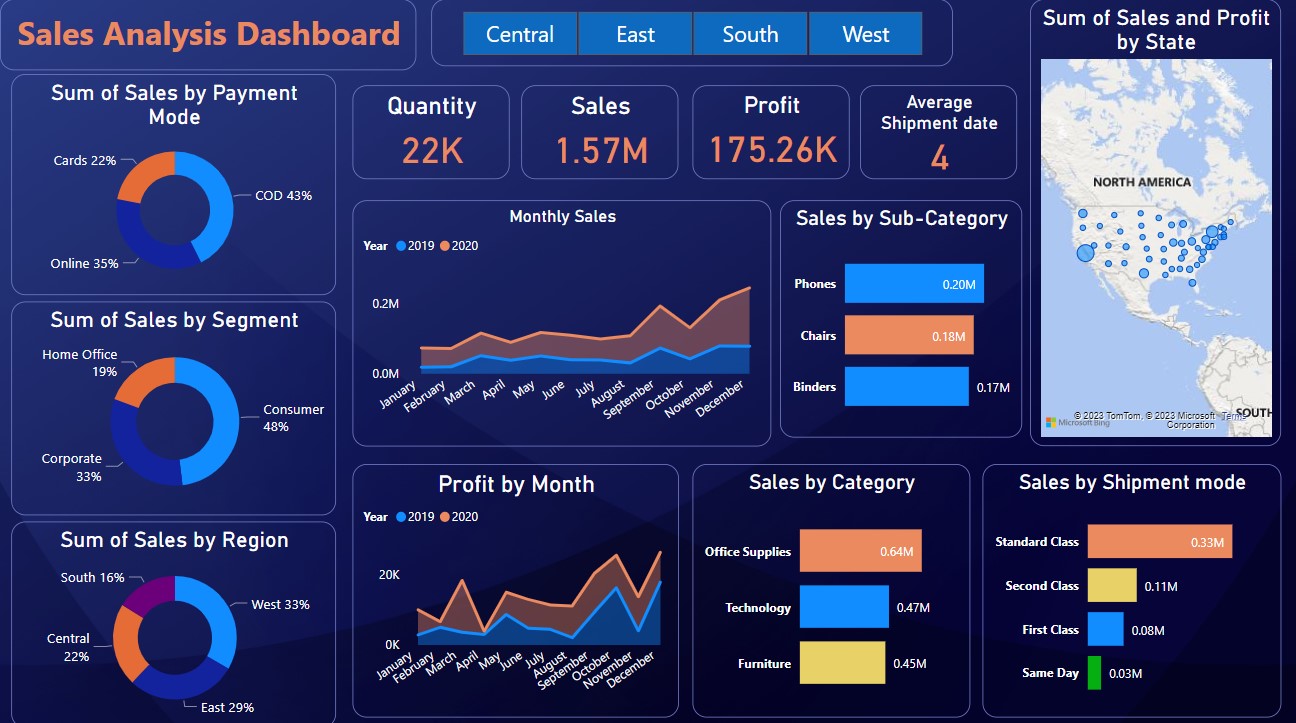 Sales Analysis Dashboard
Central
East
South
West
Sum of Sales and Profit
by State
Sum of Sales by Payment
Mode
Cards 22%
COD 43%
Online 35%
Quantity
22K
Sales
1.57M
Profit
175.26K
Average
Shipment date
4
NORTH AMERICA
SOUTH
© 2023 TomTom, © 2023 Microsoft Terms
Corporation
Microsoft Bing
Monthly Sales
Year 2019 2020
0.2M
0.0M
January
February
March
April
May
June
July
August
September
October
November
December
Sales by Sub-Category
Phones 0.20M
Chairs 0.18M
Binders 0.17M
Sum of Sales by Segment
Home Office
19%
Consumer
48%
Corporate
33%
Sum of Sales by Region
South 16%
West 33%
Central
22%
East 29%
Profit by Month
Year 2019 2020
20K
0K
January
February
March
April
May
June
July
August
September
October
November
December
Sales by Category
Office Supplies 0.64M
Technology 0.47M
Furniture 0.45M
Sales by Shipment mode
Standard Class 0.33M
Second Class 0.11M
First Class 0.08M
Same Day 0.03M